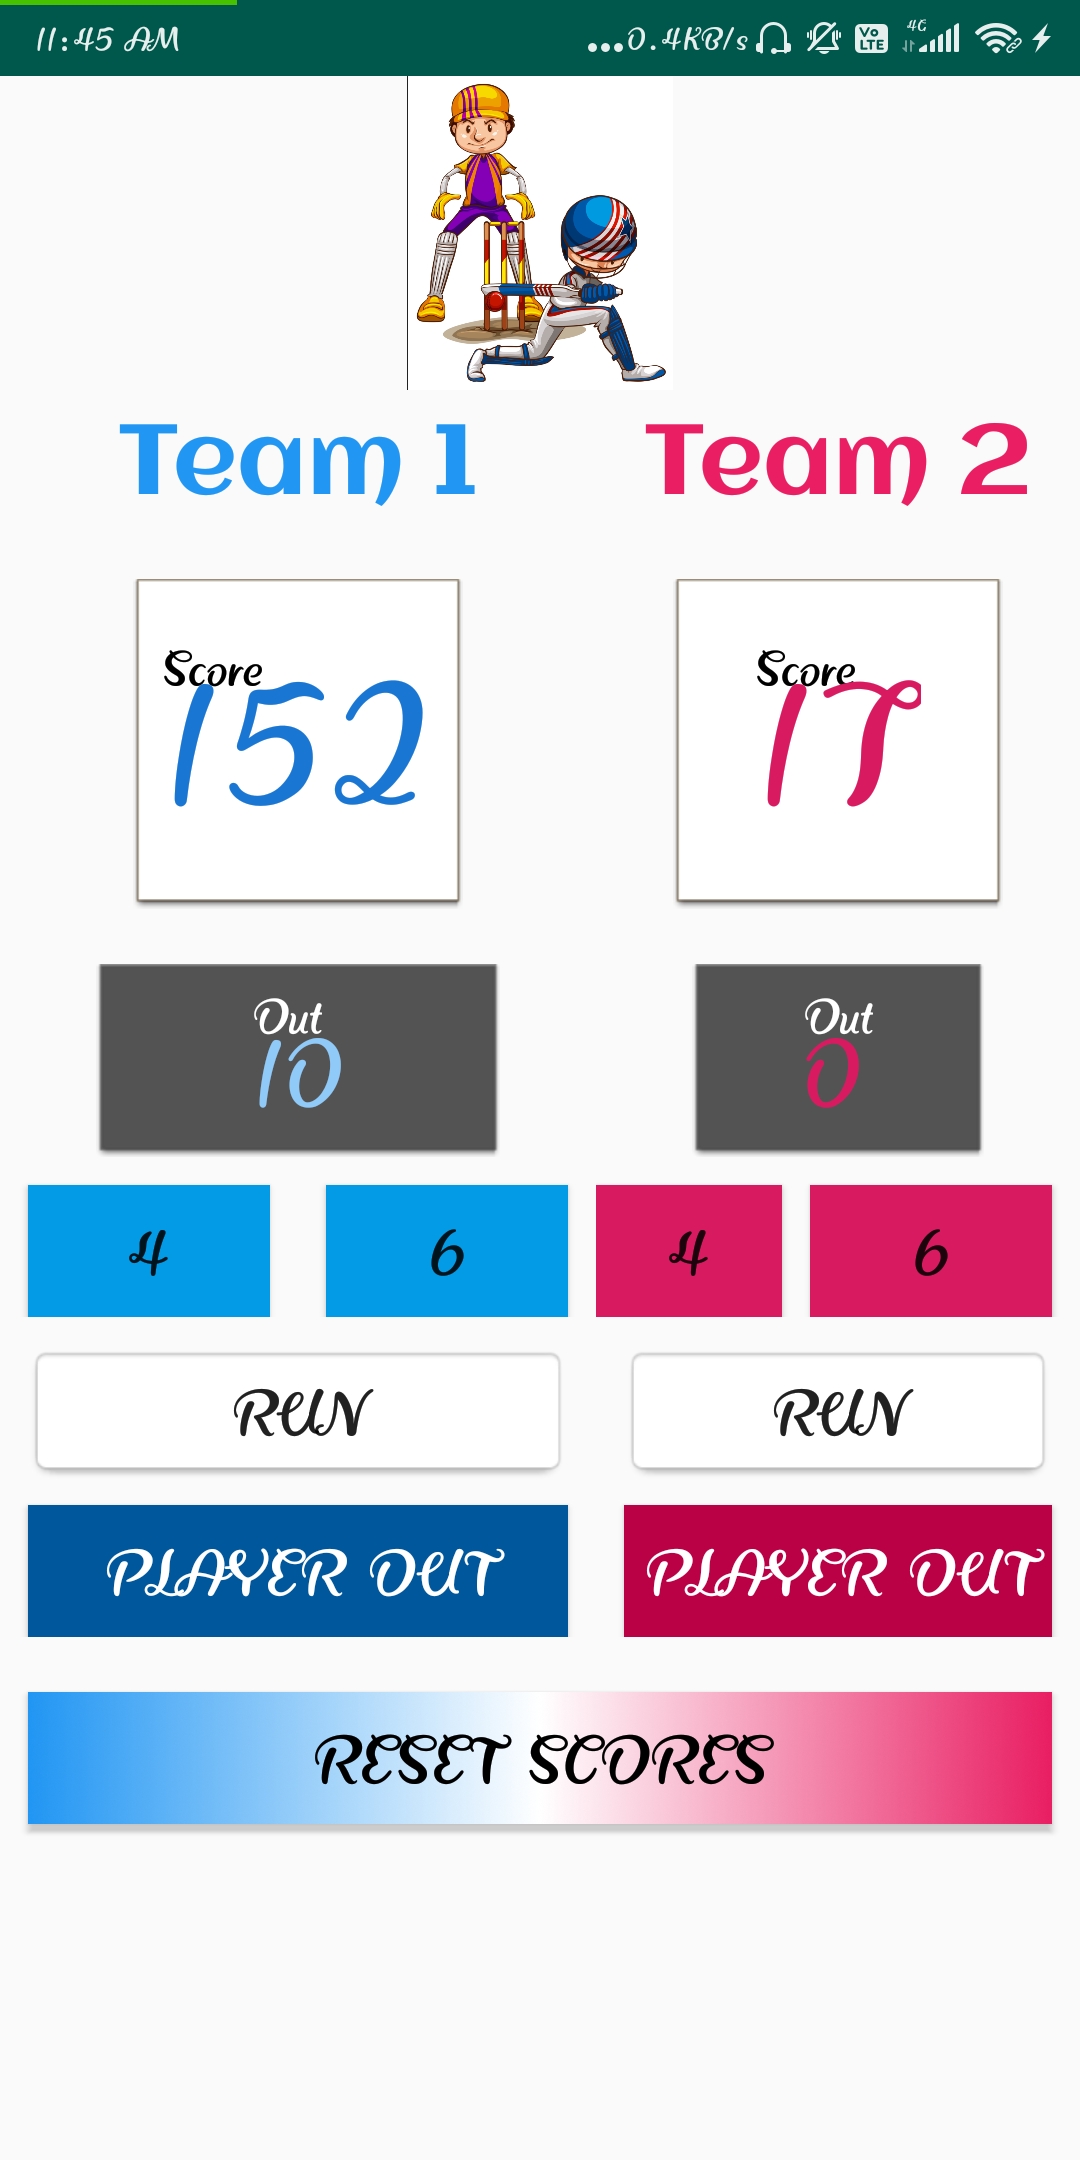 11:45 AM ...0.4KB/s Vo LTE 4G
Team 1 Team 2
Score Score
152 17
Out Out
10 0
4 6 4 6
RUN RUN
PLAYER OUT PLAYER OUT
RESET SCORES